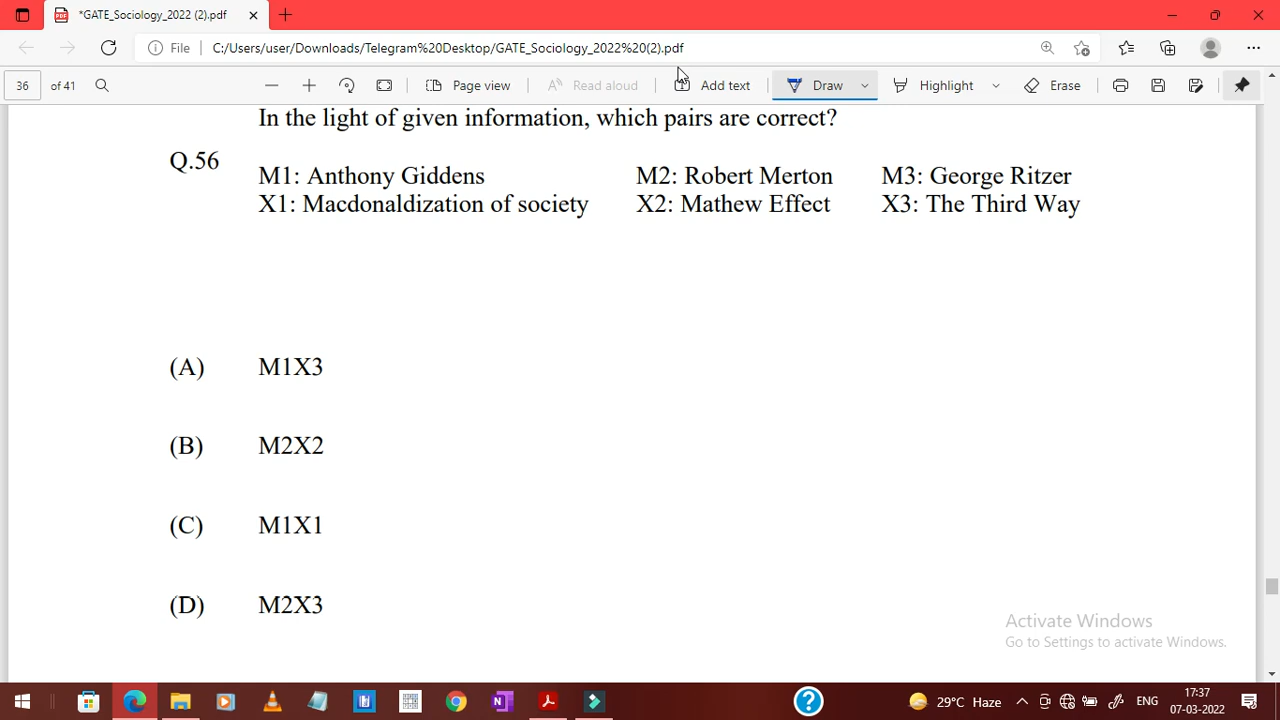 *GATE_Sociology_2022 (2).pdf
File C:/Users/user/Downloads/Telegram%20Desktop/GATE_Sociology_2022%20(2).pdf
36 of 41 Page view Read aloud Add text Draw Highlight Erase
In the light of given information, which pairs are correct?
Q.56
M1: Anthony Giddens M2: Robert Merton M3: George Ritzer
X1: Macdonaldization of society X2: Mathew Effect X3: The Third Way
(A) M1X3
(B) M2X2
(C) M1X1
(D) M2X3
Activate Windows
Go to Settings to activate Windows.
29°C Haze ENG 17:37
07-03-2022